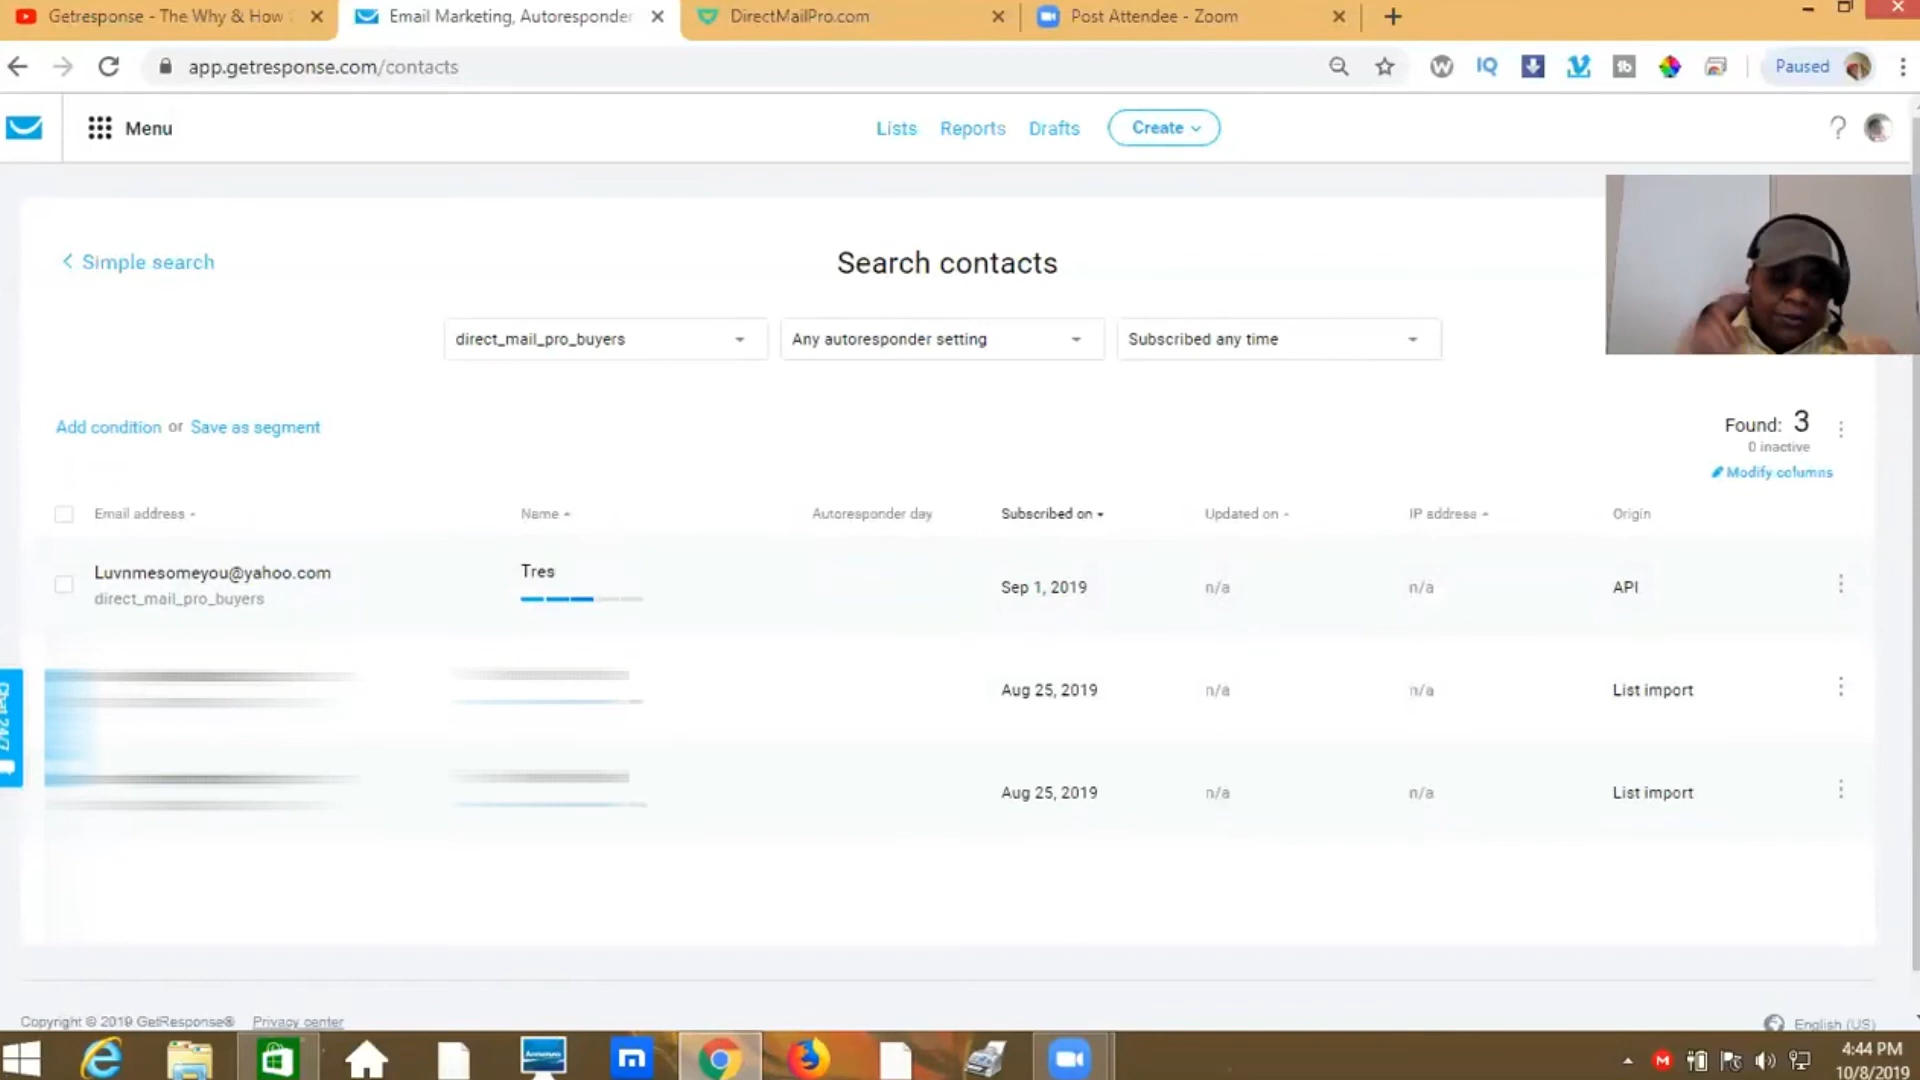 Getresponse - The Why & How
Email Marketing, Autoresponder
DirectMailPro.com
Post Attendee - Zoom
app.getresponse.com/contacts
IQ
Paused
Menu
Lists
Reports
Drafts
Create
?
Simple search
Search contacts
direct_mail_pro_buyers
Any autoresponder setting
Subscribed any time
Add condition or Save as segment
Found: 3
0 inactive
Modify columns
Email address
Name
Autoresponder day
Subscribed on
Updated on
IP address
Origin
Luvnmesomeyou@yahoo.com
direct_mail_pro_buyers
Tres
Sep 1, 2019
n/a
n/a
API
Aug 25, 2019
n/a
n/a
List import
Aug 25, 2019
n/a
n/a
List import
Chat 24/7
Copyright © 2019 GetResponse®
Privacy center
English (US)
4:44 PM
10/8/2019